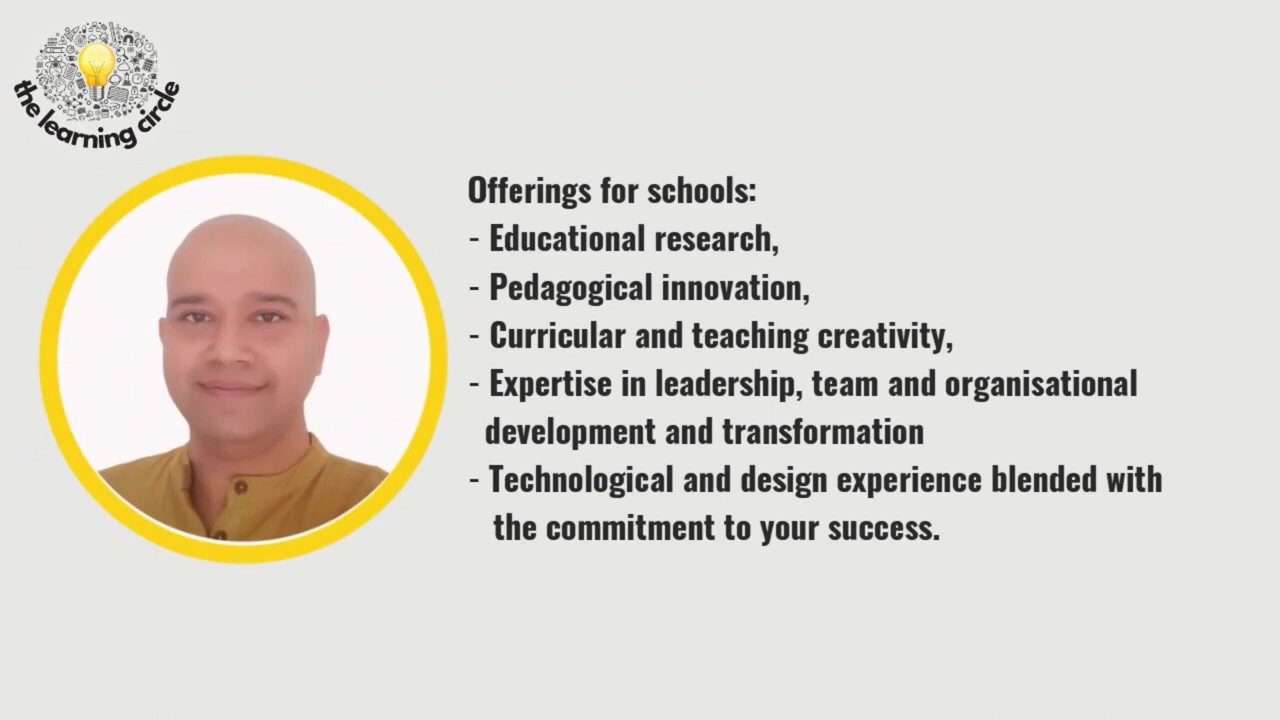 the learning circle
Offerings for schools:
- Educational research,
- Pedagogical innovation,
- Curricular and teaching creativity,
- Expertise in leadership, team and organisational
development and transformation
- Technological and design experience blended with
the commitment to your success.